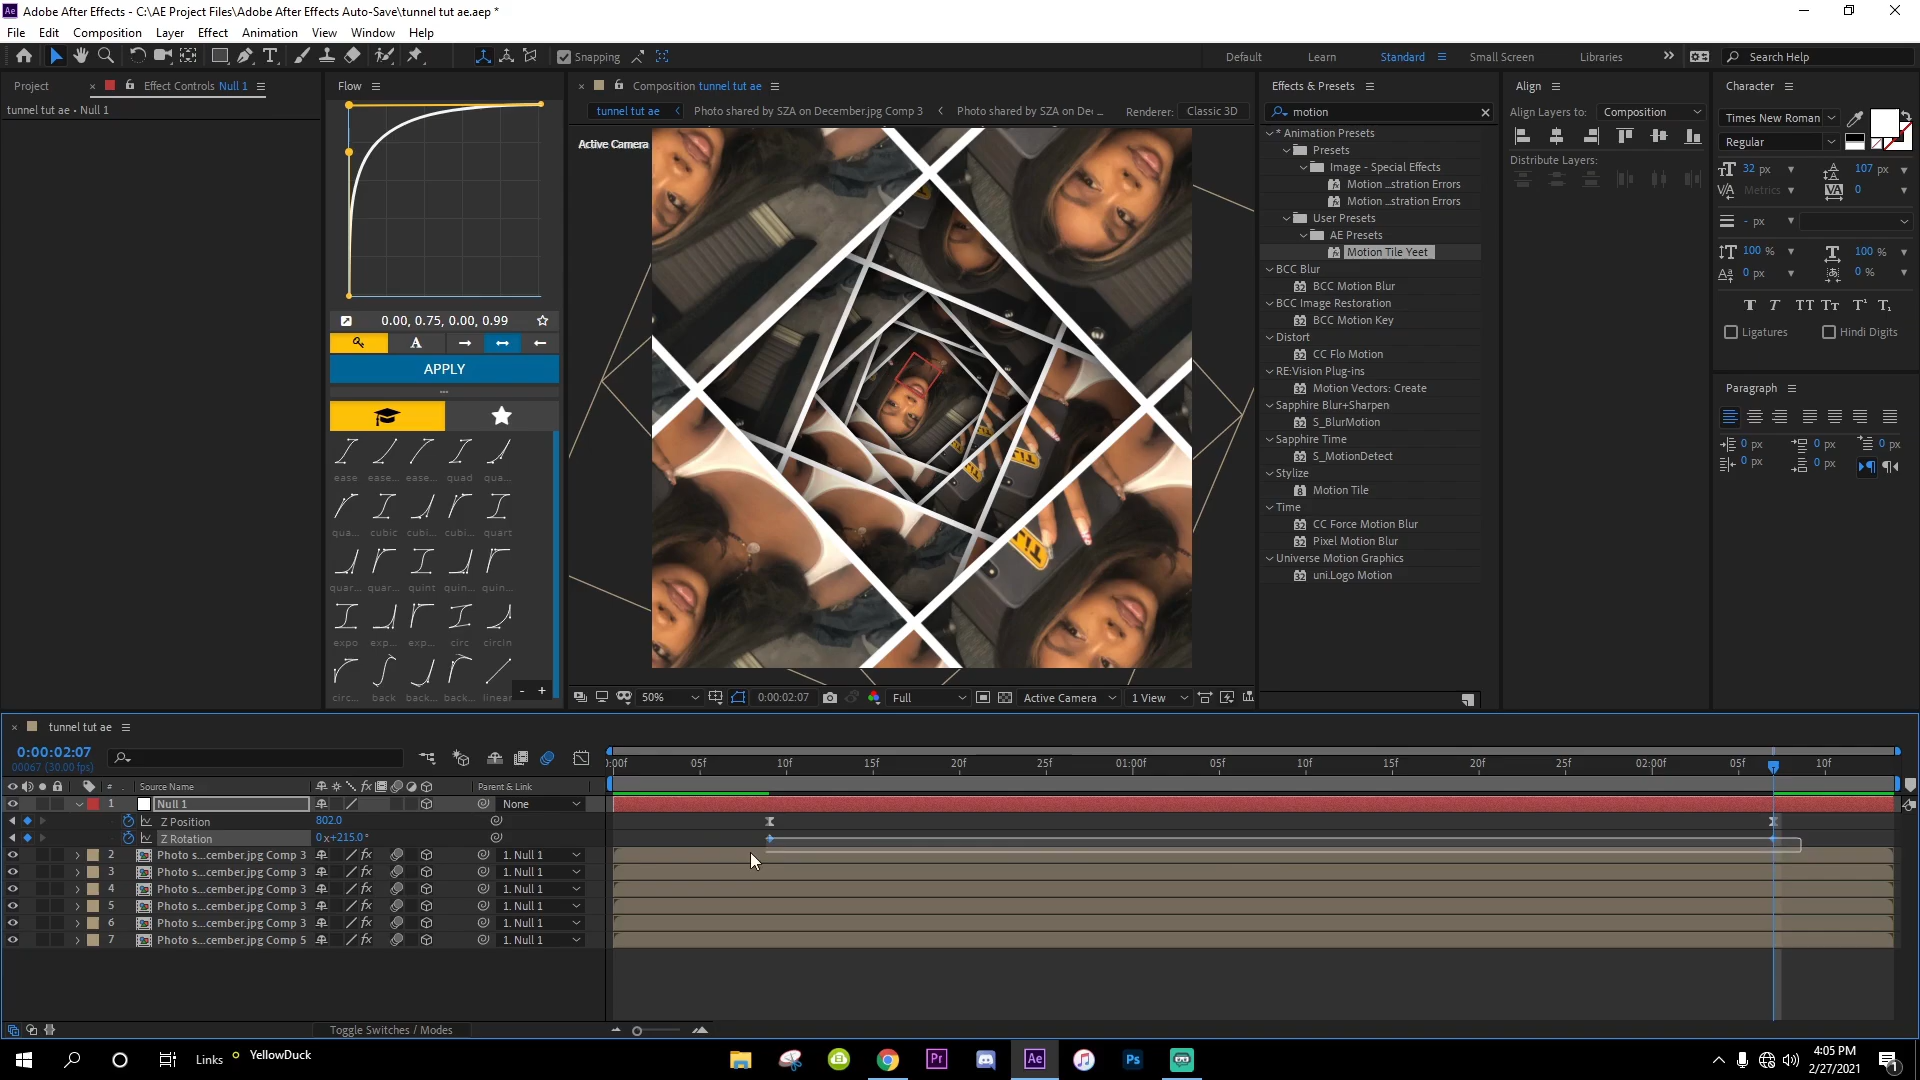 Adobe After Effects - C:\AE Project Files\Adobe After Effects Auto-Save\tunnel tut ae.aep *
File Edit Composition Layer Effect Animation View Window Help
Snapping Default Learn Standard Small Screen Libraries Search Help
Project Effect Controls Null 1
tunnel tut ae • Null 1
Flow
0.00, 0.75, 0.00, 0.99
A
APPLY
ease ease... ease... quad qua...
qua... cubic cubi... cubi... quart
quar... quar... quint quin... quin...
expo exp... exp... circ circIn
circ... back back... back... linear
- +
Composition tunnel tut ae
tunnel tut ae Photo shared by SZA on December.jpg Comp 3 Photo shared by SZA on De... Renderer: Classic 3D
Active Camera
50% 0:00:02:07 Full Active Camera 1 View
Effects & Presets
motion
* Animation Presets
Presets
Image - Special Effects
Motion ...stration Errors
Motion ...stration Errors
User Presets
AE Presets
Motion Tile Yeet
BCC Blur
BCC Motion Blur
BCC Image Restoration
BCC Motion Key
Distort
CC Flo Motion
RE:Vision Plug-ins
Motion Vectors: Create
Sapphire Blur+Sharpen
S_BlurMotion
Sapphire Time
S_MotionDetect
Stylize
Motion Tile
Time
CC Force Motion Blur
Pixel Motion Blur
Universe Motion Graphics
uni.Logo Motion
Align
Align Layers to: Composition
Distribute Layers:
Character
Times New Roman
Regular
32 px 107 px
Metrics 0
- px
100 % 100 %
0 px 0 %
T T TT Tt T¹ T₁
Ligatures Hindi Digits
Paragraph
0 px 0 px 0 px
0 px 0 px
tunnel tut ae
0:00:02:07
00067 (30.00 fps)
:00f 05f 10f 15f 20f 25f 01:00f 05f 10f 15f 20f 25f 02:00f 05f 10f
# Source Name Parent & Link
1 Null 1 None
Z Position 802.0
Z Rotation 0x+215.0°
2 Photo s...cember.jpg Comp 3 fx 1. Null 1
3 Photo s...cember.jpg Comp 3 fx 1. Null 1
4 Photo s...cember.jpg Comp 3 fx 1. Null 1
5 Photo s...cember.jpg Comp 3 fx 1. Null 1
6 Photo s...cember.jpg Comp 3 fx 1. Null 1
7 Photo s...cember.jpg Comp 5 fx 1. Null 1
Toggle Switches / Modes
Links YellowDuck Pr Ae Ps 4:05 PM
2/27/2021
1